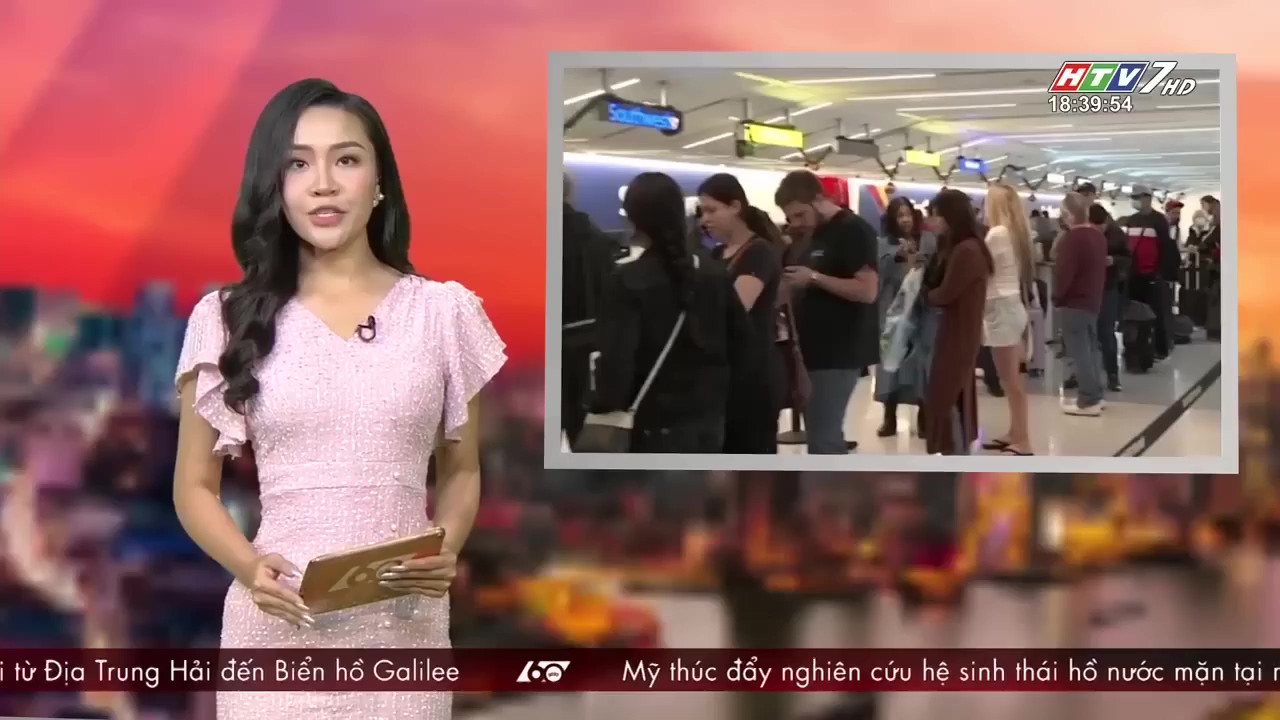 HTV7 HD
18:39:54
Southwest
i từ Địa Trung Hải đến Biển hồ Galilee
60
Mỹ thúc đẩy nghiên cứu hệ sinh thái hồ nước mặn tại